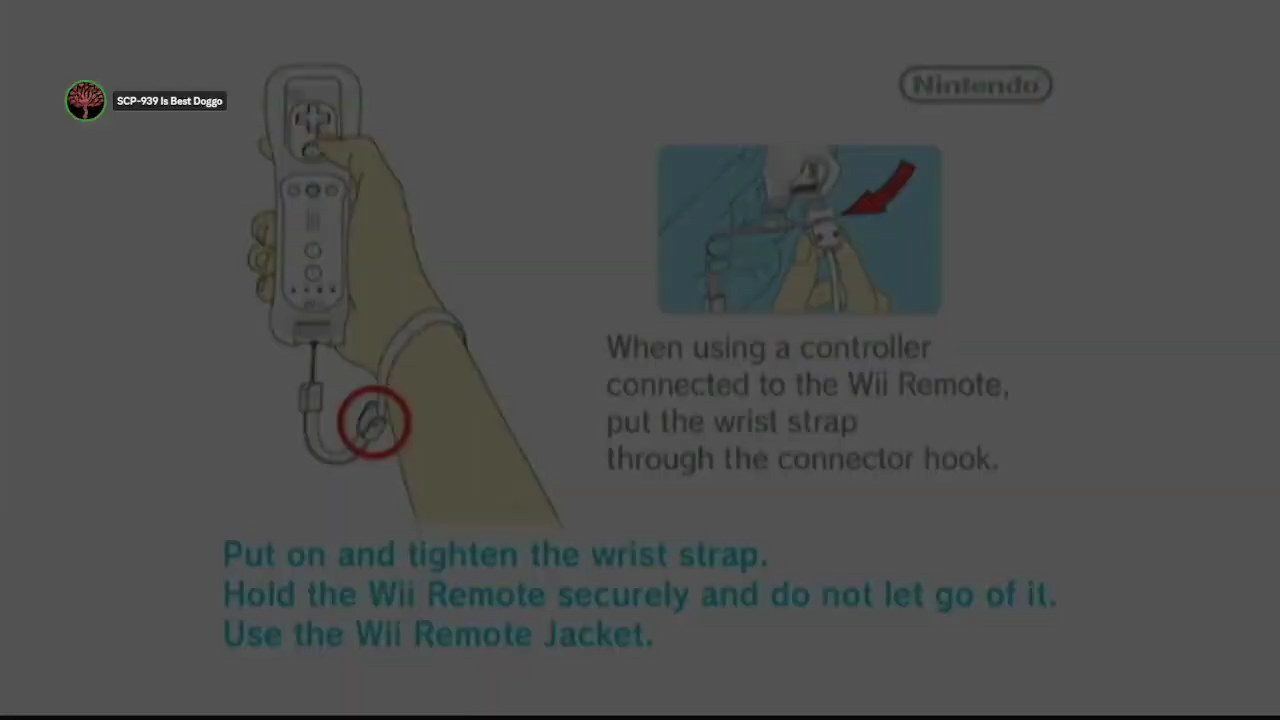 SCP-939 Is Best Doggo
Nintendo
When using a controller
connected to the Wii Remote,
put the wrist strap
through the connector hook.
Put on and tighten the wrist strap.
Hold the Wii Remote securely and do not let go of it.
Use the Wii Remote Jacket.